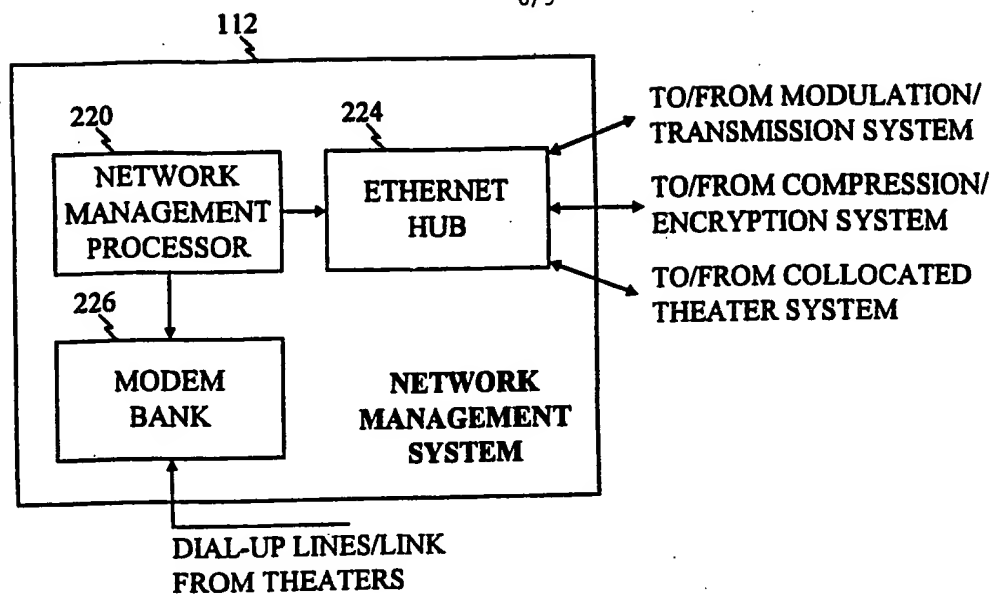 112
220
224
NETWORK
MANAGEMENT
PROCESSOR
ETHERNET
HUB
TO/FROM MODULATION/
TRANSMISSION SYSTEM
TO/FROM COMPRESSION/
ENCRYPTION SYSTEM
TO/FROM COLLOCATED
THEATER SYSTEM
226
MODEM
BANK
NETWORK
MANAGEMENT
SYSTEM
DIAL-UP LINES/LINK
FROM THEATERS